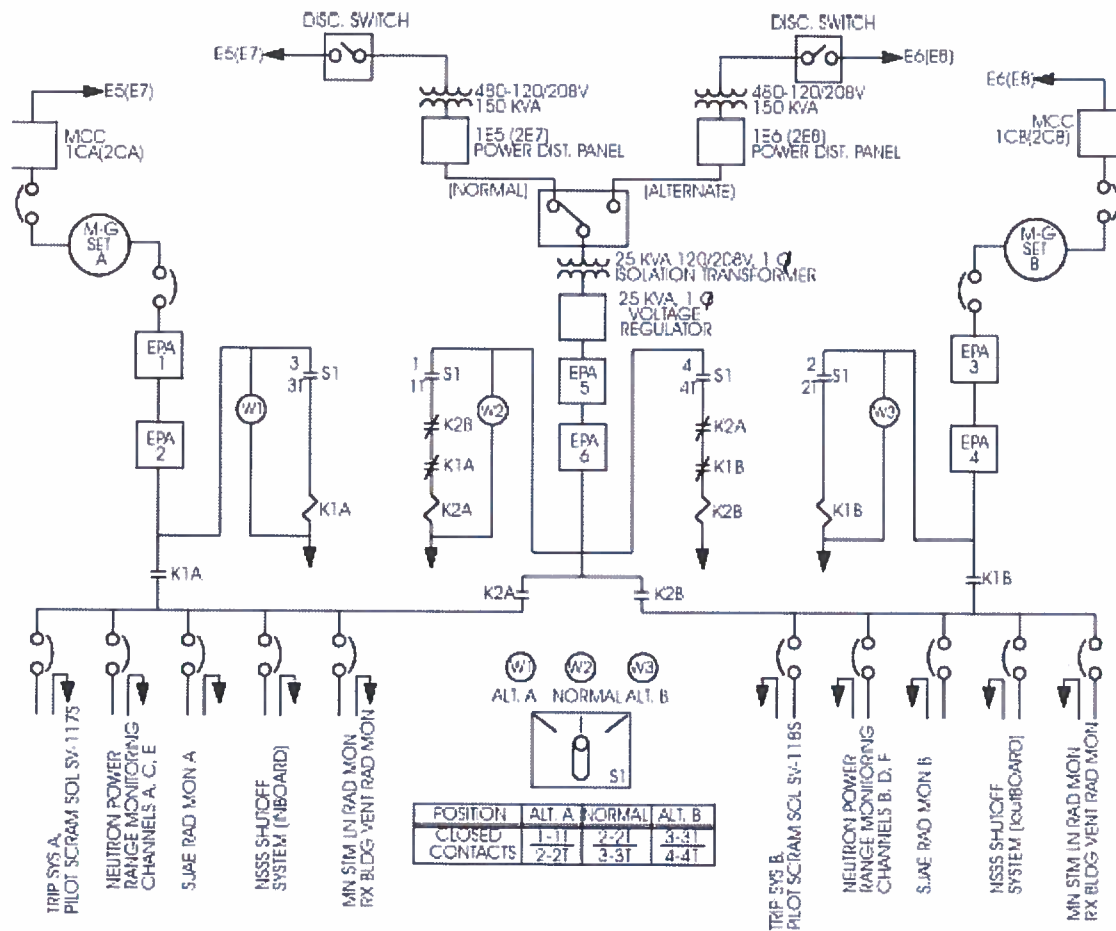 DISC. SWITCH
DISC. SWITCH
E5(E7)
E6(E8)
E5(E7)
480-120/208V
150 KVA
480-120/208V
150 KVA
E6(E8)
MCC
1CA(2CA)
1E5 (2E7)
POWER DIST. PANEL
1E6 (2E8)
POWER DIST. PANEL
MCC
1CB(2CB)
(NORMAL)
(ALTERNATE)
M-G
SET
A
M-G
SET
B
25 KVA 120/208V, 1 Ø
ISOLATION TRANSFORMER
25 KVA, 1 Ø
VOLTAGE
REGULATOR
EPA
1
EPA
2
W1
3
3T
S1
K1A
1
1T
S1
K2B
K1A
K2A
W2
EPA
5
EPA
6
4
4T
S1
K2A
K1B
K2B
2
2T
S1
K1B
W3
EPA
3
EPA
4
K1A
K2A
K2B
K1B
TRIP SYS A,
PILOT SCRAM SOL SV-117S
NEUTRON POWER
RANGE MONITORING
CHANNELS A, C, E
SJAE RAD MON A
NSSS SHUTOFF
SYSTEM (INBOARD)
MN STM LN RAD MON
RX BLDG VENT RAD MON
W1
W2
W3
ALT. A
NORMAL
ALT. B
S1
POSITION ALT. A NORMAL ALT. B
CLOSED 1-1T 2-2T 3-3T
CONTACTS 2-2T 3-3T 4-4T
TRIP SYS B,
PILOT SCRAM SOL SV-118S
NEUTRON POWER
RANGE MONITORING
CHANNELS B, D, F
SJAE RAD MON B
NSSS SHUTOFF
SYSTEM (outBOARD)
MN STM LN RAD MON
RX BLDG VENT RAD MON